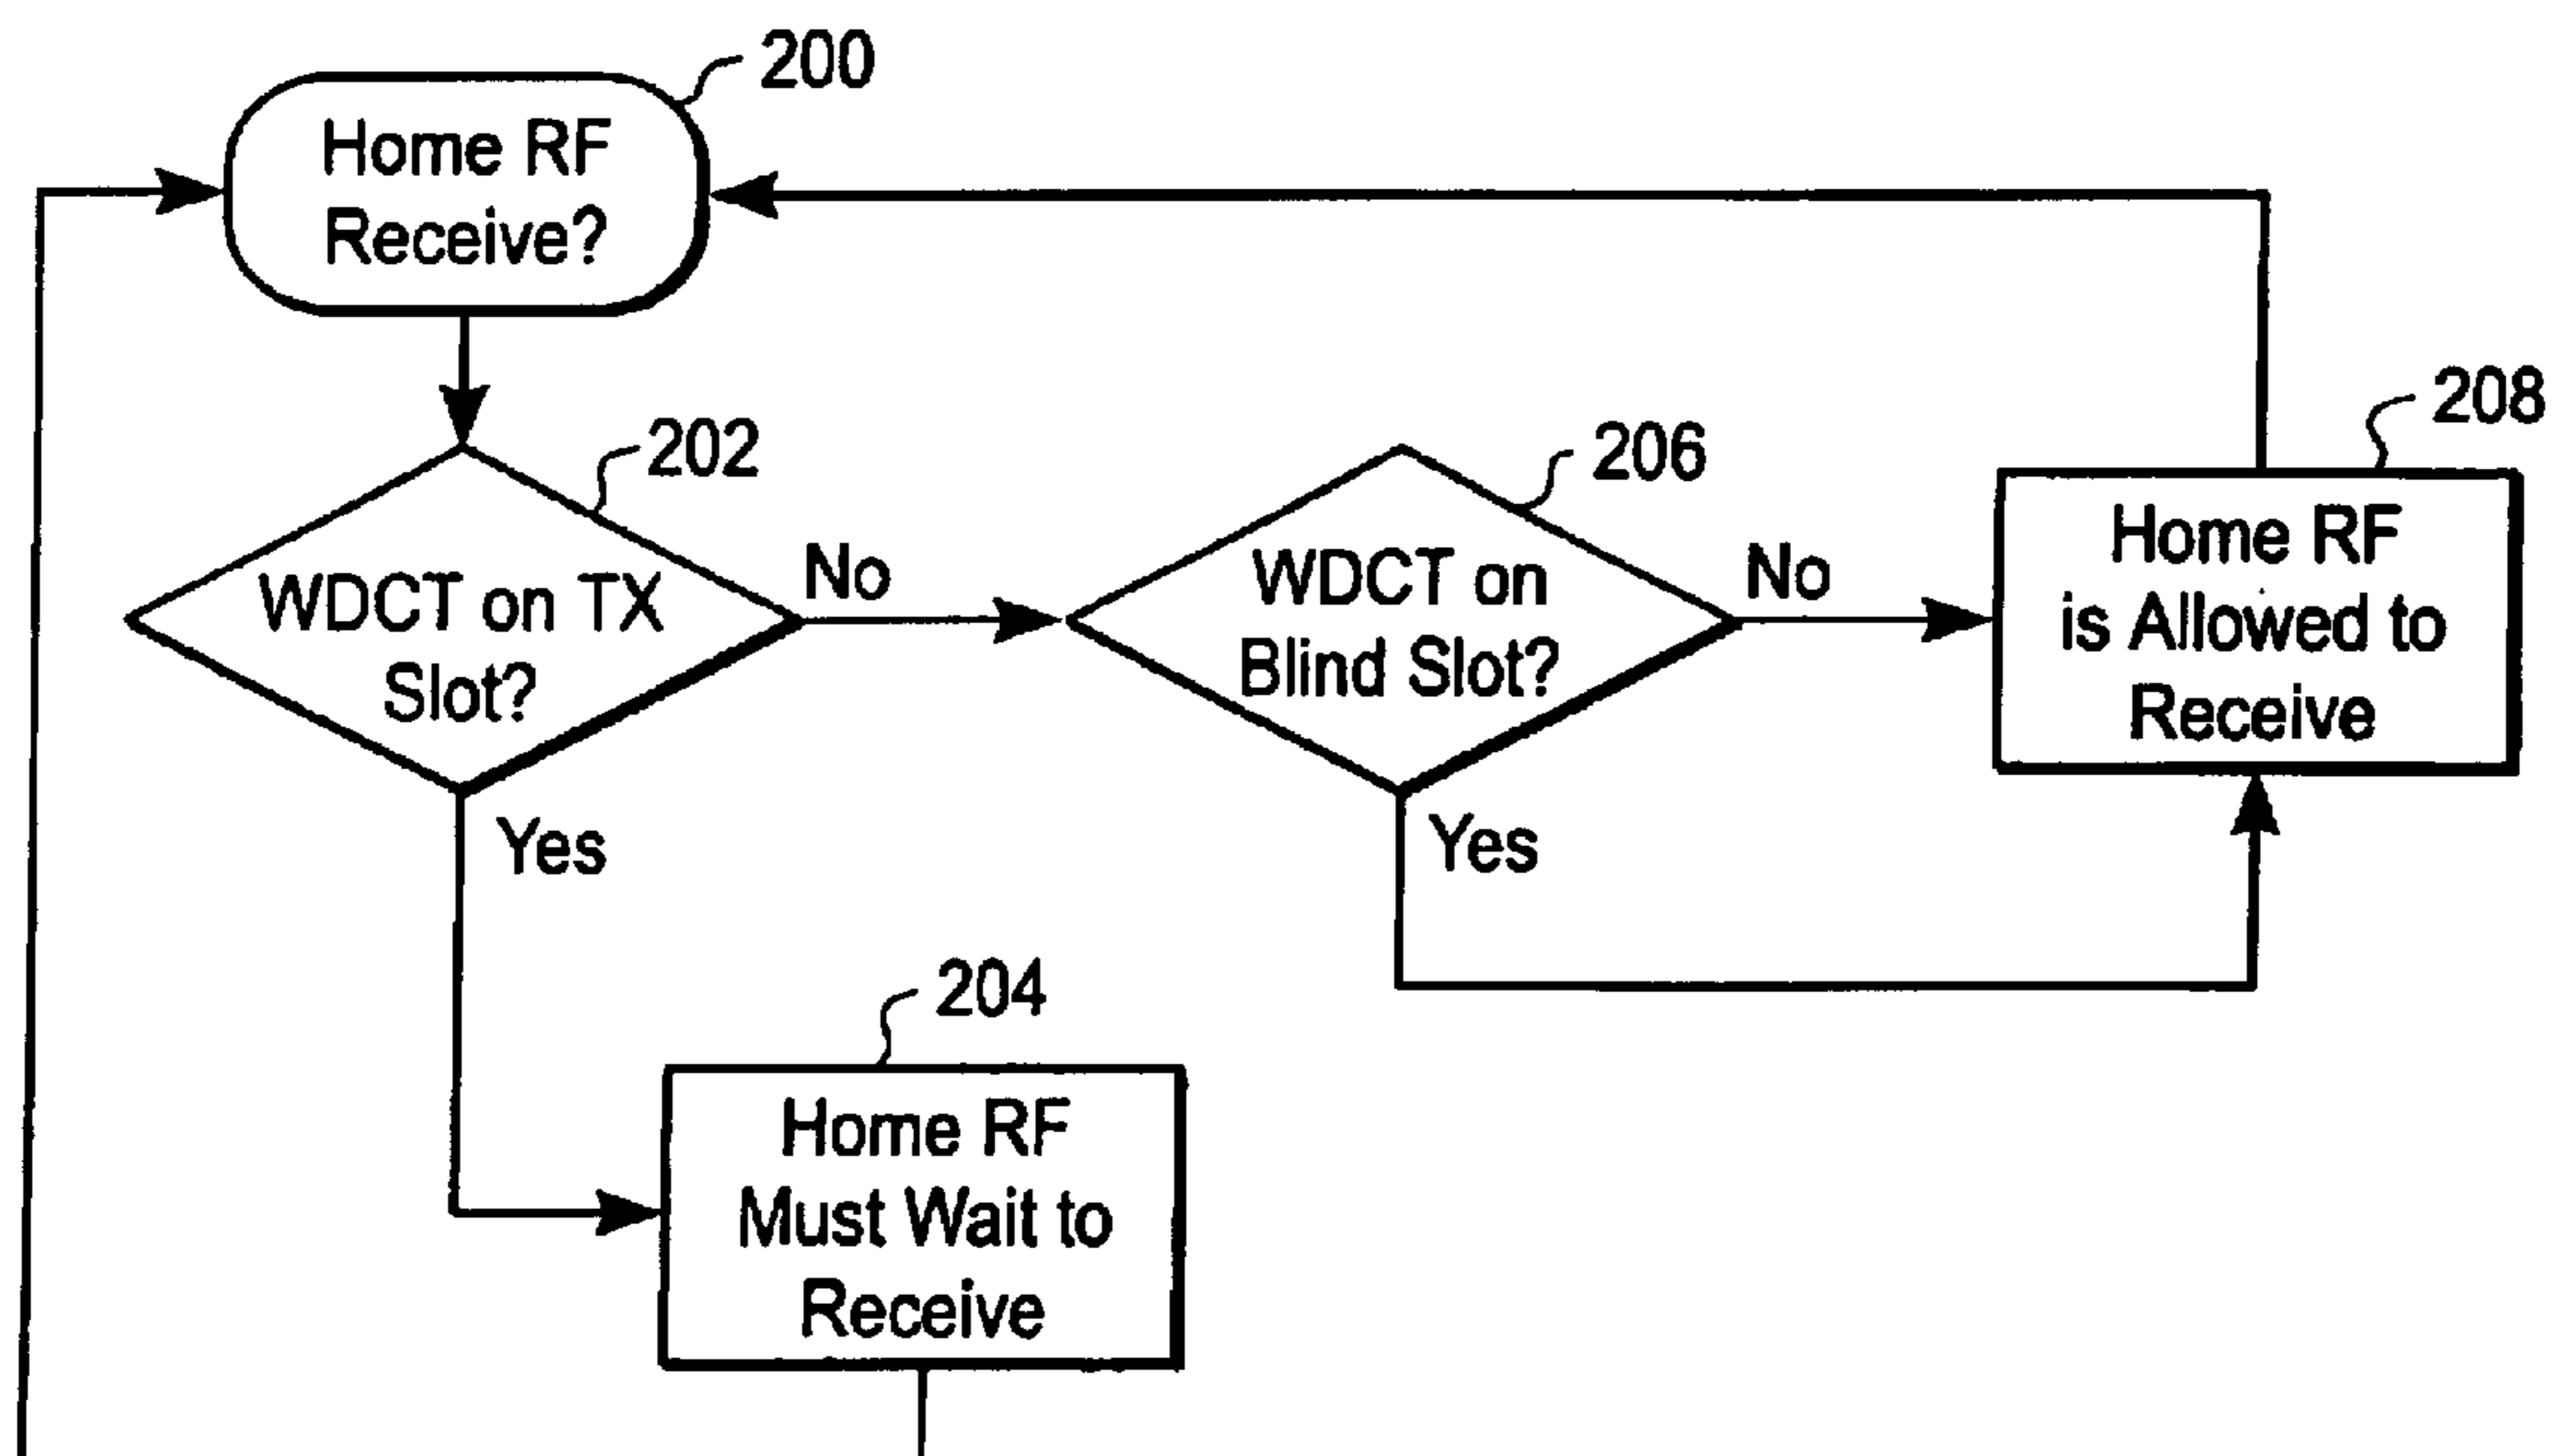 200
Home RF
Receive?
202
WDCT on TX
Slot?
No
Yes
206
WDCT on
Blind Slot?
No
Yes
208
Home RF
is Allowed to
Receive
204
Home RF
Must Wait to
Receive